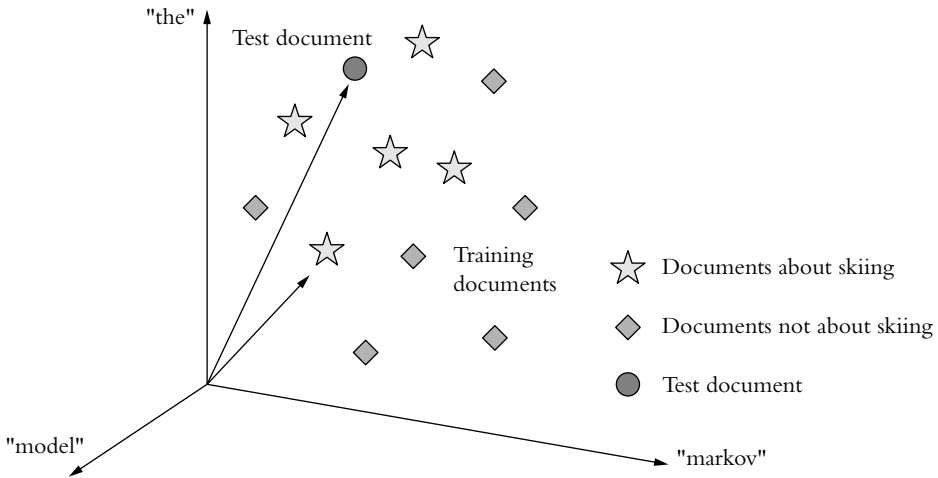 "the"
Test document
Training
documents
Documents about skiing
Documents not about skiing
Test document
"model"
"markov"